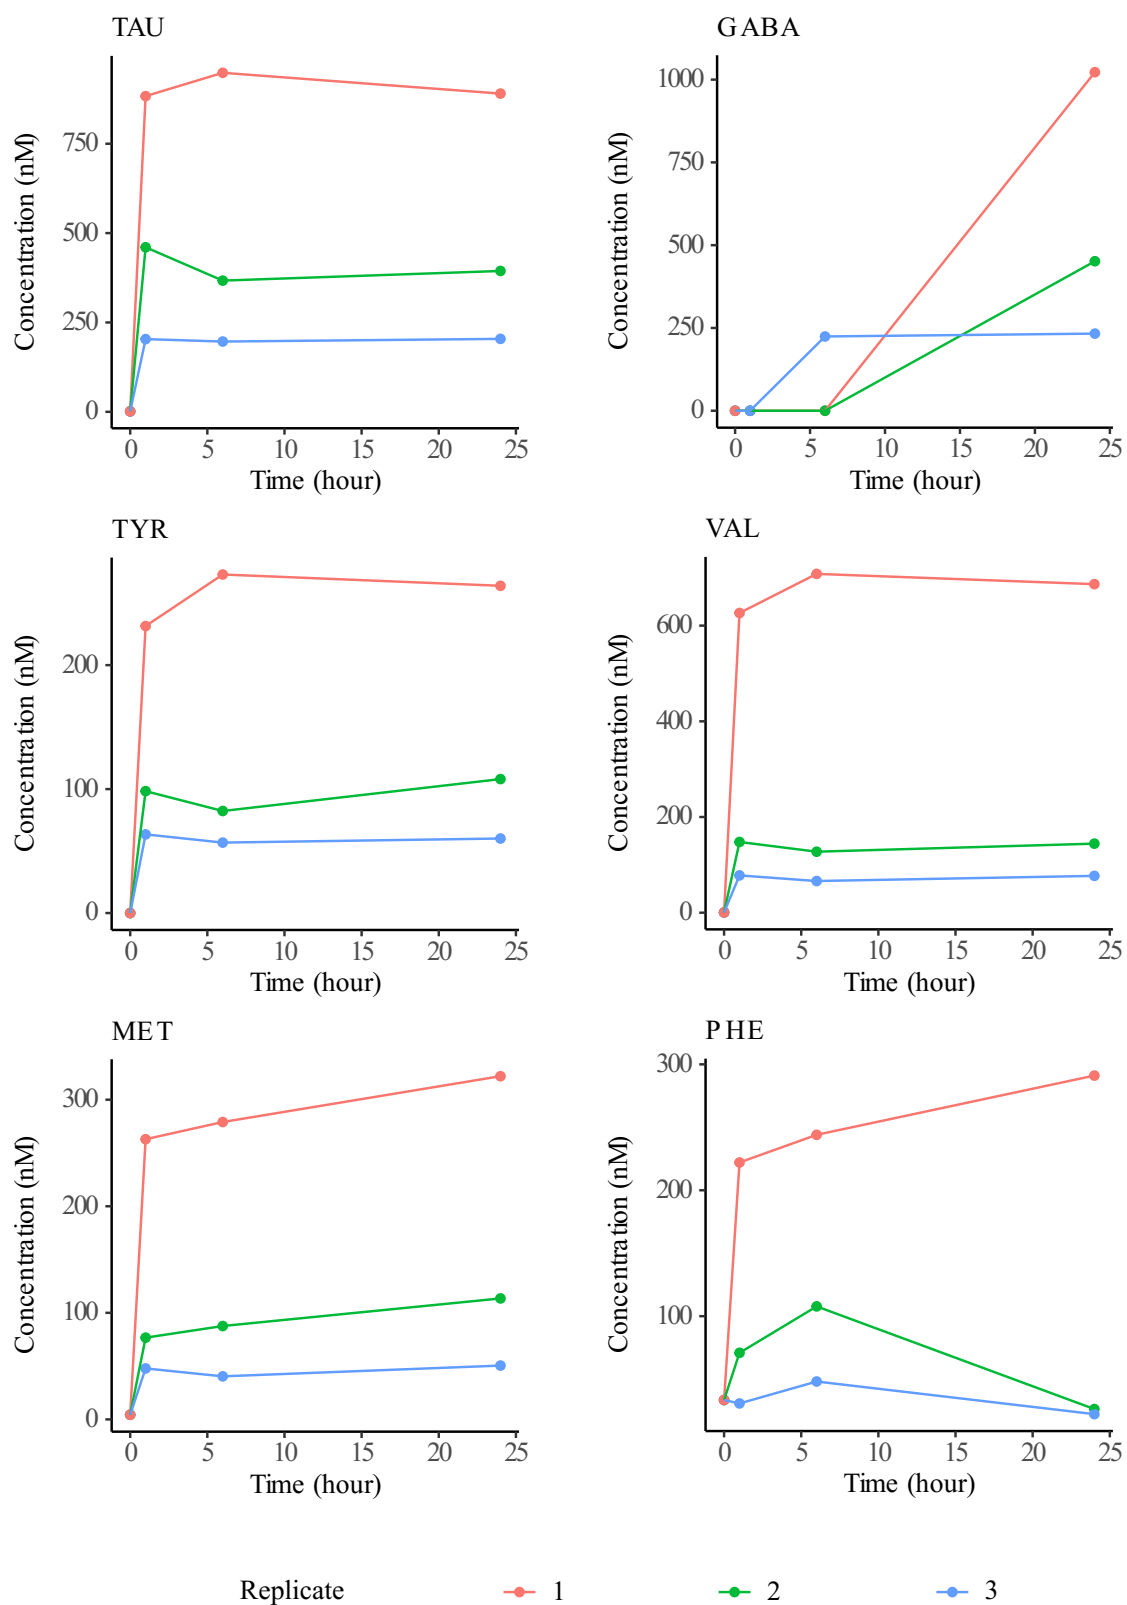 TAU
Concentration (nM)
750
500
250
0
0 5 10 15 20 25
Time (hour)
GABA
Concentration (nM)
1000
750
500
250
0
0 5 10 15 20 25
Time (hour)
TYR
Concentration (nM)
200
100
0
0 5 10 15 20 25
Time (hour)
VAL
Concentration (nM)
600
400
200
0
0 5 10 15 20 25
Time (hour)
MET
Concentration (nM)
300
200
100
0
0 5 10 15 20 25
Time (hour)
PHE
Concentration (nM)
300
200
100
0 5 10 15 20 25
Time (hour)
Replicate 1 2 3